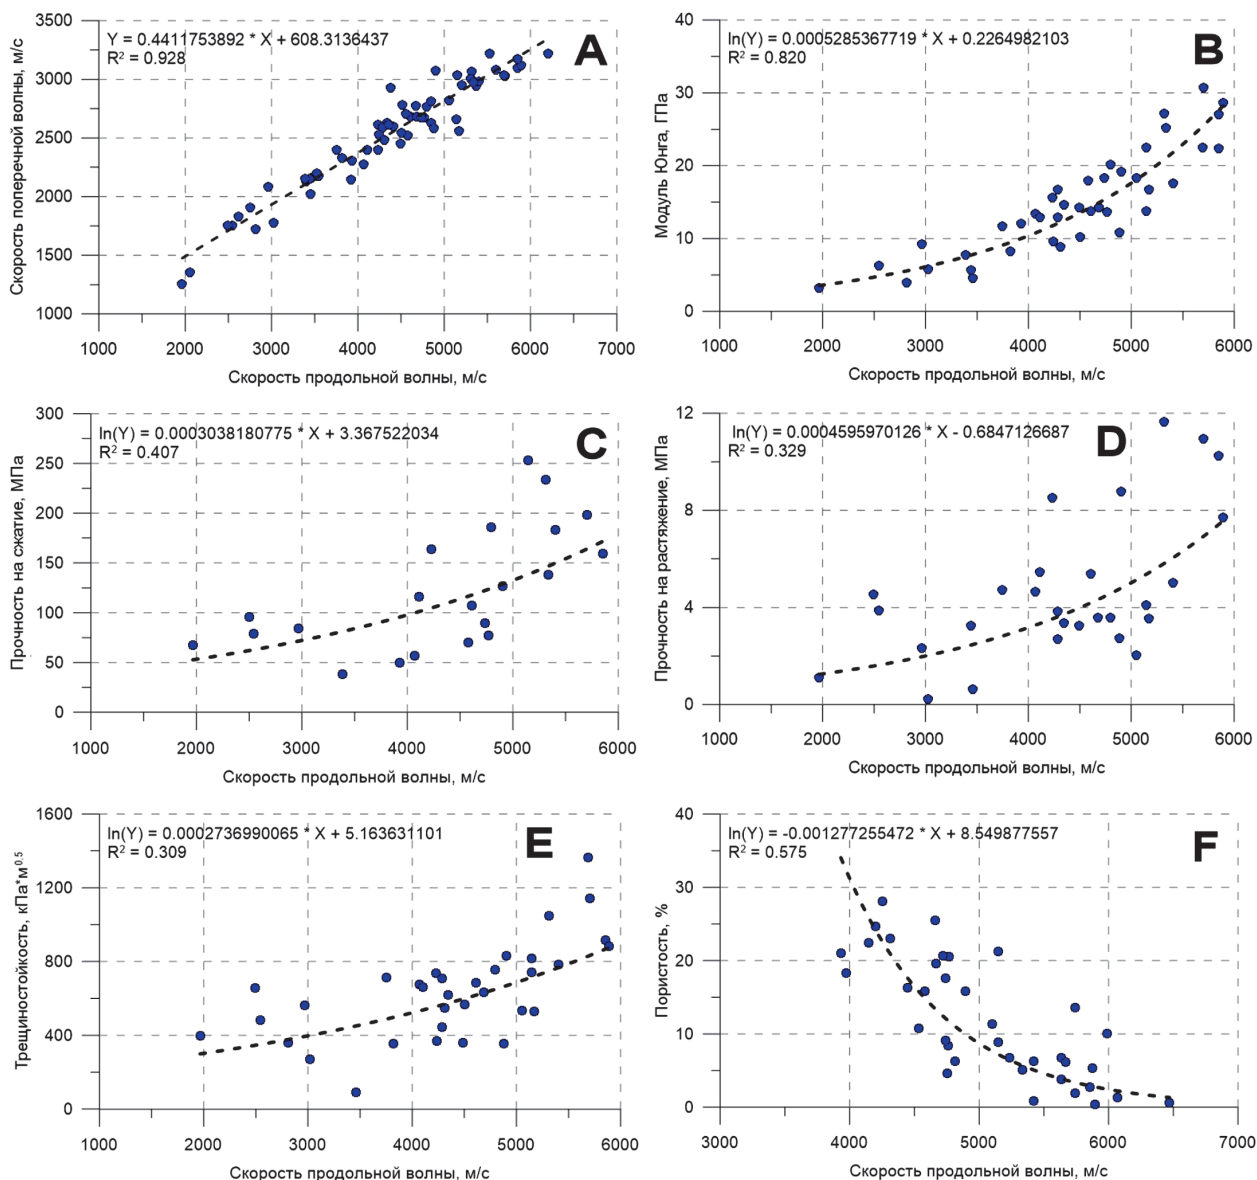 Y = 0.4411753892 * X + 608.3136437
R² = 0.928
A
3500
3000
2500
2000
1500
1000
Скорость поперечной волны, м/с
1000 2000 3000 4000 5000 6000 7000
Скорость продольной волны, м/с
ln(Y) = 0.0005285367719 * X + 0.2264982103
R² = 0.820
B
40
30
20
10
0
Модуль Юнга, ГПа
1000 2000 3000 4000 5000 6000
Скорость продольной волны, м/с
ln(Y) = 0.0003038180775 * X + 3.367522034
R² = 0.407
C
300
250
200
150
100
50
0
Прочность на сжатие, МПа
1000 2000 3000 4000 5000 6000
Скорость продольной волны, м/с
ln(Y) = 0.0004595970126 * X - 0.6847126687
R² = 0.329
D
12
8
4
0
Прочность на растяжение, МПа
1000 2000 3000 4000 5000 6000
Скорость продольной волны, м/с
ln(Y) = 0.0002736990065 * X + 5.163631101
R² = 0.309
E
1600
1200
800
400
0
Трещиностойкость, кПа*м⁰·⁵
1000 2000 3000 4000 5000 6000
Скорость продольной волны, м/с
ln(Y) = -0.001277255472 * X + 8.549877557
R² = 0.575
F
40
30
20
10
0
Пористость, %
3000 4000 5000 6000 7000
Скорость продольной волны, м/с